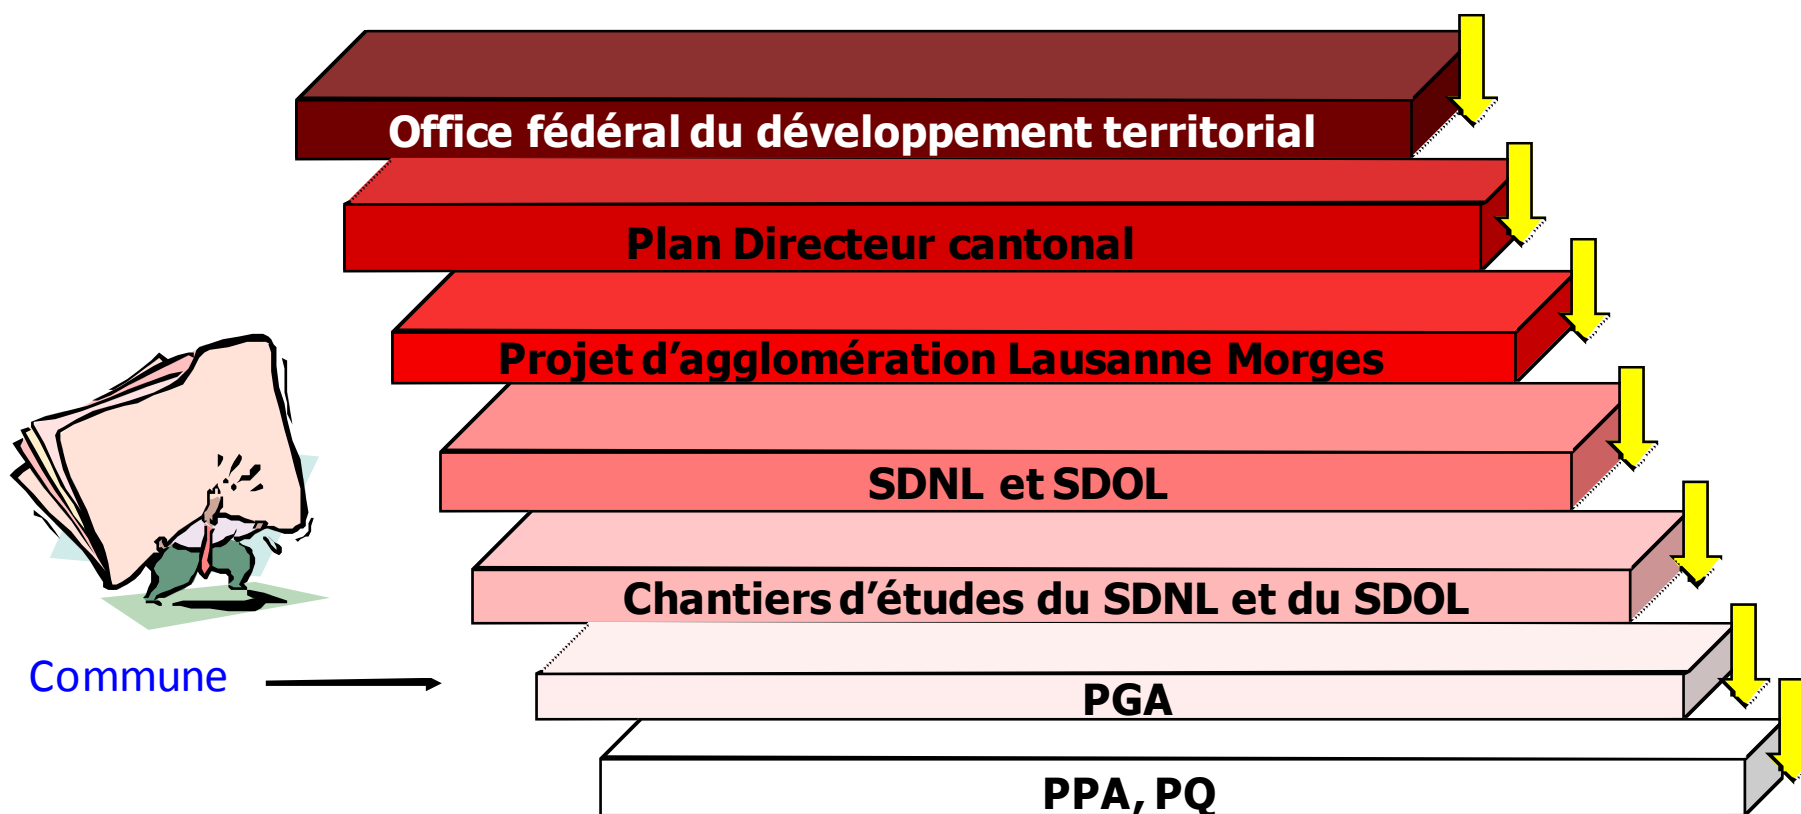 Office fédéral du développement territorial
Plan Directeur cantonal
Projet d’agglomération Lausanne Morges
SDNL et SDOL
Chantiers d’études du SDNL et du SDOL
Commune
PGA
PPA, PQ